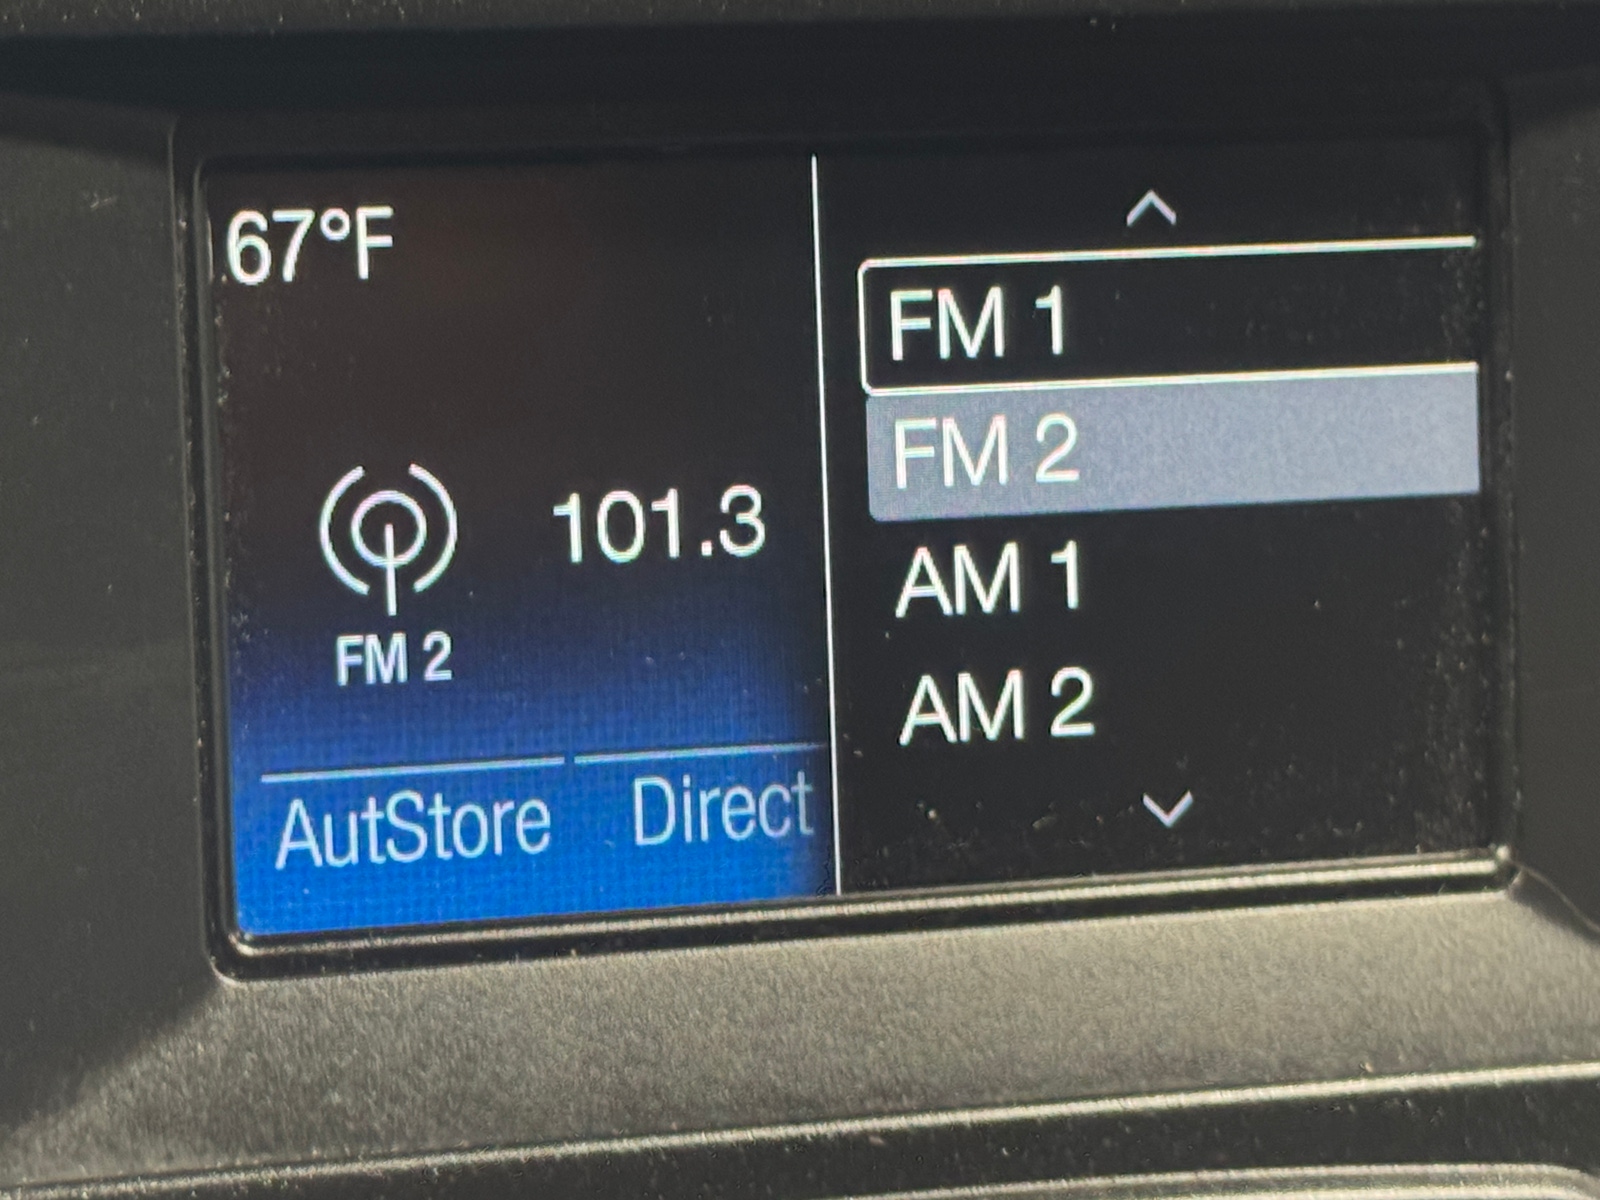 67°F
101.3
FM 2
AutStore
Direct
FM 1
FM 2
AM 1
AM 2